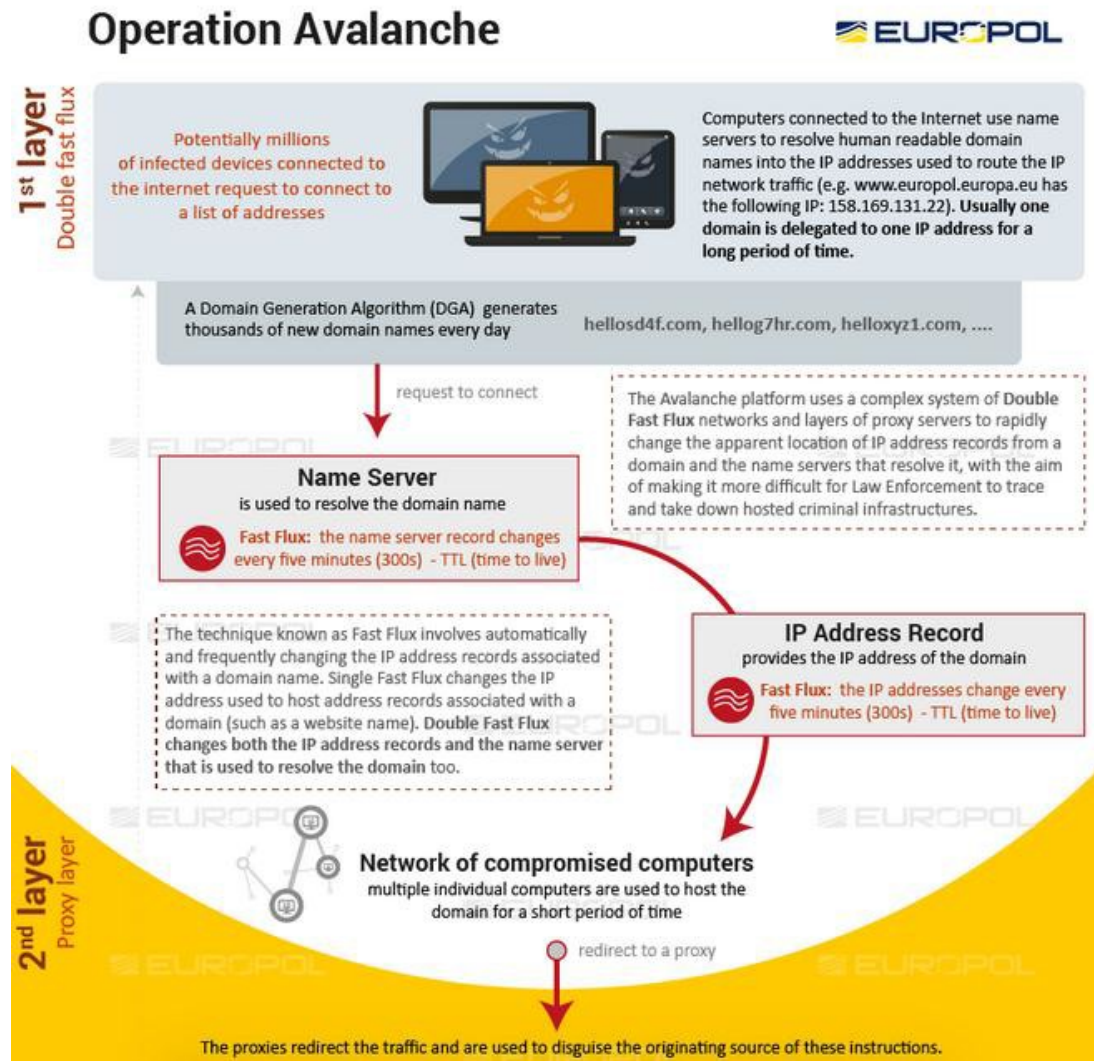 Operation Avalanche
EUROPOL
1st layer
Double fast flux
Potentially millions
of infected devices connected to
the internet request to connect to
a list of addresses
Computers connected to the Internet use name
servers to resolve human readable domain
names into the IP addresses used to route the IP
network traffic (e.g. www.europol.europa.eu has
the following IP: 158.169.131.22). Usually one
domain is delegated to one IP address for a
long period of time.
A Domain Generation Algorithm (DGA) generates
thousands of new domain names every day
hellosd4f.com, hellog7hr.com, helloxyz1.com, ....
request to connect
The Avalanche platform uses a complex system of Double
Fast Flux networks and layers of proxy servers to rapidly
change the apparent location of IP address records from a
domain and the name servers that resolve it, with the aim
of making it more difficult for Law Enforcement to trace
and take down hosted criminal infrastructures.
EUROPOL
EUROPOL
Name Server
is used to resolve the domain name
Fast Flux: the name server record changes
every five minutes (300s) - TTL (time to live)
EUROPOL
The technique known as Fast Flux involves automatically
and frequently changing the IP address records associated
with a domain name. Single Fast Flux changes the IP
address used to host address records associated with a
domain (such as a website name). Double Fast Flux
changes both the IP address records and the name server
that is used to resolve the domain too.
EUROPOL
EUROPOL
IP Address Record
provides the IP address of the domain
Fast Flux: the IP addresses change every
five minutes (300s) - TTL (time to live)
EUROPOL
2nd layer
Proxy layer
EUROPOL
EUROPOL
Network of compromised computers
multiple individual computers are used to host the
domain for a short period of time
EUROPOL
redirect to a proxy
EUROPOL
EUROPOL
The proxies redirect the traffic and are used to disguise the originating source of these instructions.
EUROPOL